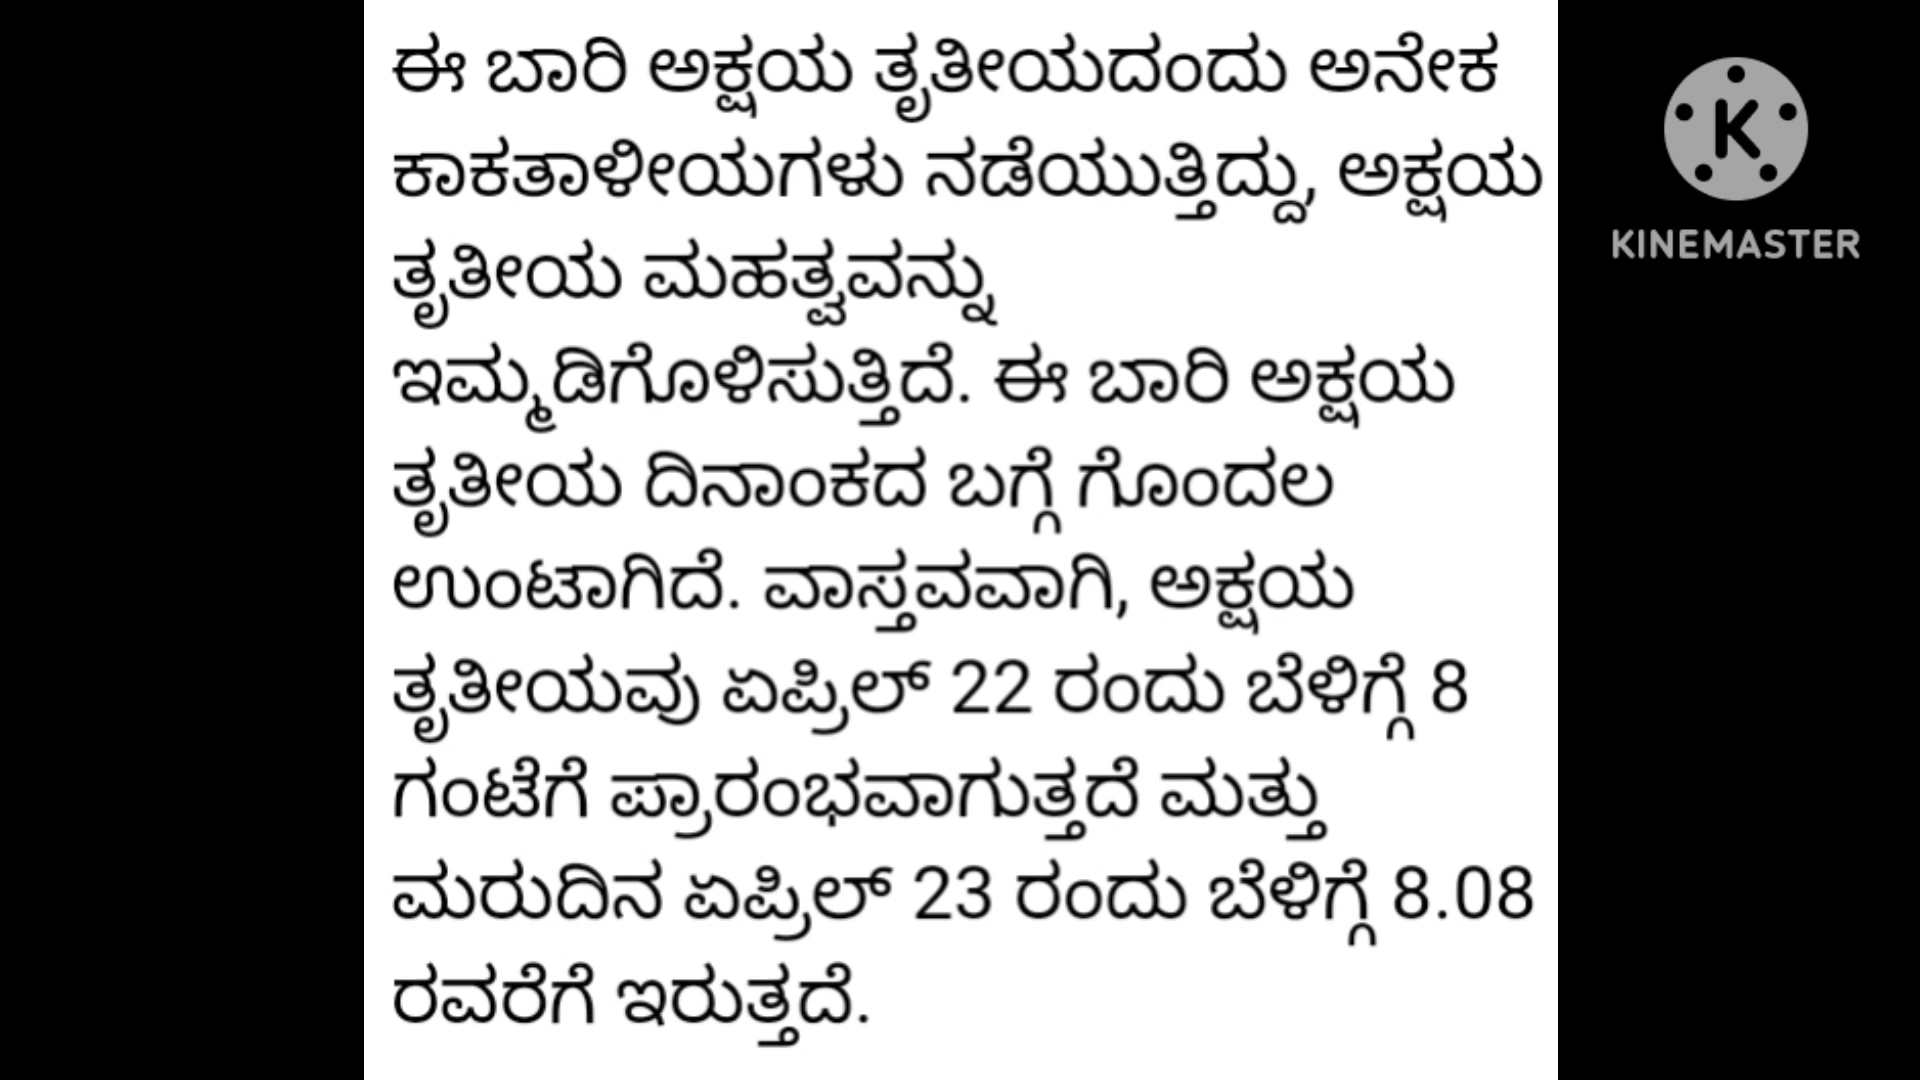 ಈ ಬಾರಿ ಅಕ್ಷಯ ತೃತೀಯದಂದು ಅನೇಕ
ಕಾಕತಾಳೀಯಗಳು ನಡೆಯುತ್ತಿದ್ದು, ಅಕ್ಷಯ
ತೃತೀಯ ಮಹತ್ವವನ್ನು
ಇಮ್ಮಡಿಗೊಳಿಸುತ್ತಿದೆ. ಈ ಬಾರಿ ಅಕ್ಷಯ
ತೃತೀಯ ದಿನಾಂಕದ ಬಗ್ಗೆ ಗೊಂದಲ
ಉಂಟಾಗಿದೆ. ವಾಸ್ತವವಾಗಿ, ಅಕ್ಷಯ
ತೃತೀಯವು ಏಪ್ರಿಲ್ 22 ರಂದು ಬೆಳಿಗ್ಗೆ 8
ಗಂಟೆಗೆ ಪ್ರಾರಂಭವಾಗುತ್ತದೆ ಮತ್ತು
ಮರುದಿನ ಏಪ್ರಿಲ್ 23 ರಂದು ಬೆಳಿಗ್ಗೆ 8.08
ರವರೆಗೆ ಇರುತ್ತದೆ.
K
KINEMASTER